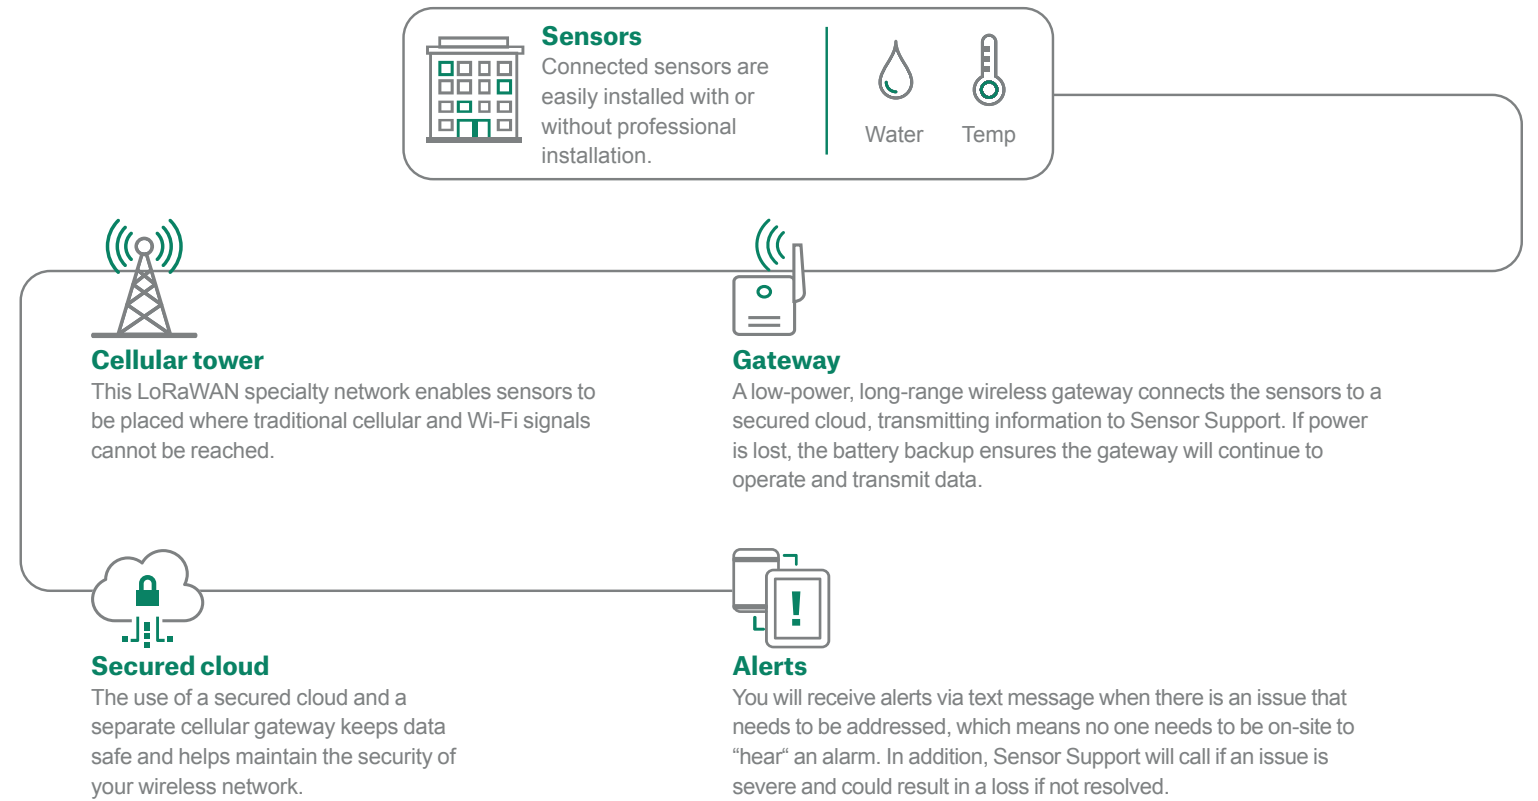 Sensors
Connected sensors are
easily installed with or
without professional
installation.
Water
Temp
Cellular tower
This LoRaWAN specialty network enables sensors to
be placed where traditional cellular and Wi-Fi signals
cannot be reached.
Gateway
A low-power, long-range wireless gateway connects the sensors to a
secured cloud, transmitting information to Sensor Support. If power
is lost, the battery backup ensures the gateway will continue to
operate and transmit data.
Secured cloud
The use of a secured cloud and a
separate cellular gateway keeps data
safe and helps maintain the security of
your wireless network.
!
Alerts
You will receive alerts via text message when there is an issue that
needs to be addressed, which means no one needs to be on-site to
“hear“ an alarm. In addition, Sensor Support will call if an issue is
severe and could result in a loss if not resolved.